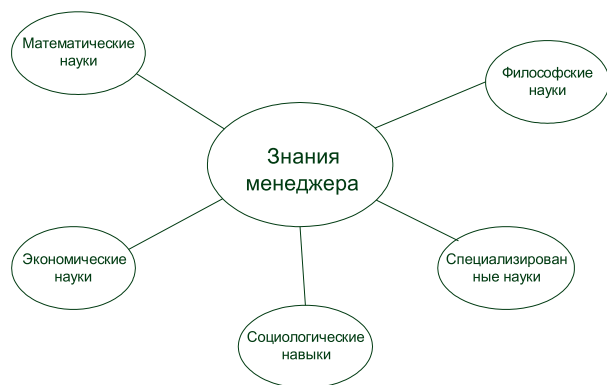 Математические
науки
Философские
науки
Знания
менеджера
Экономические
науки
Специализирован
ные науки
Социологические
навыки